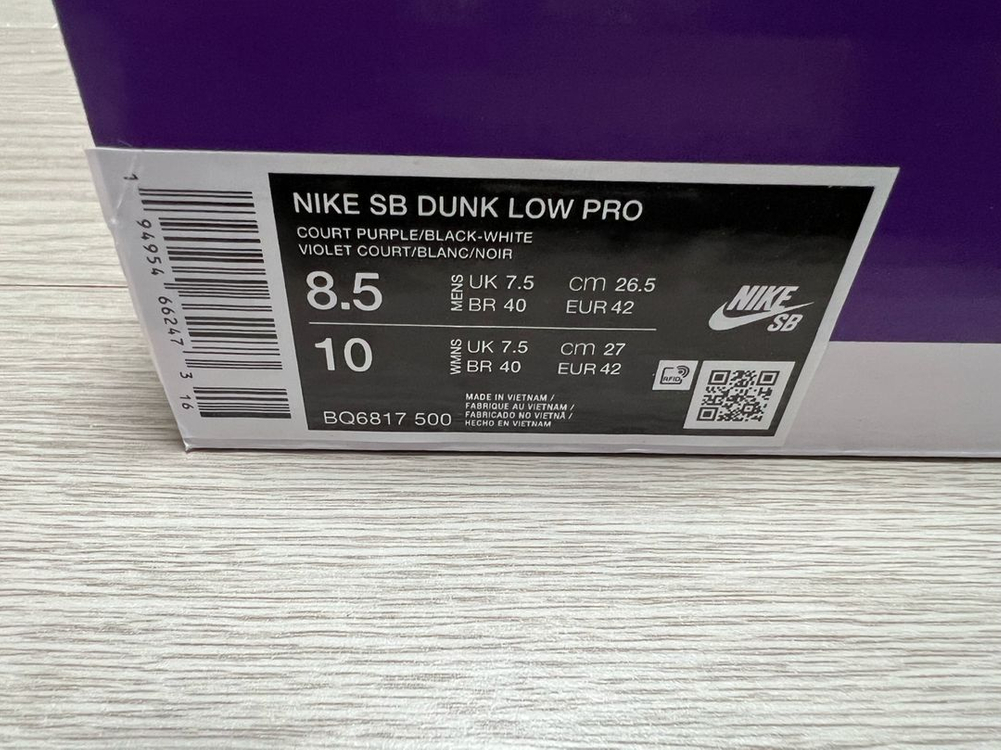 NIKE SB DUNK LOW PRO
COURT PURPLE/BLACK-WHITE
VIOLET COURT/BLANC/NOIR
8.5 MENS UK 7.5 cm 26.5
BR 40 EUR 42
10 WMNS UK 7.5 cm 27
BR 40 EUR 42
BQ6817 500
MADE IN VIETNAM /
FABRIQUE AU VIETNAM /
FABRICADO NO VIETNÃ /
HECHO EN VIETNAM
NIKE
SB
RFID
1 94954 66247 3 16